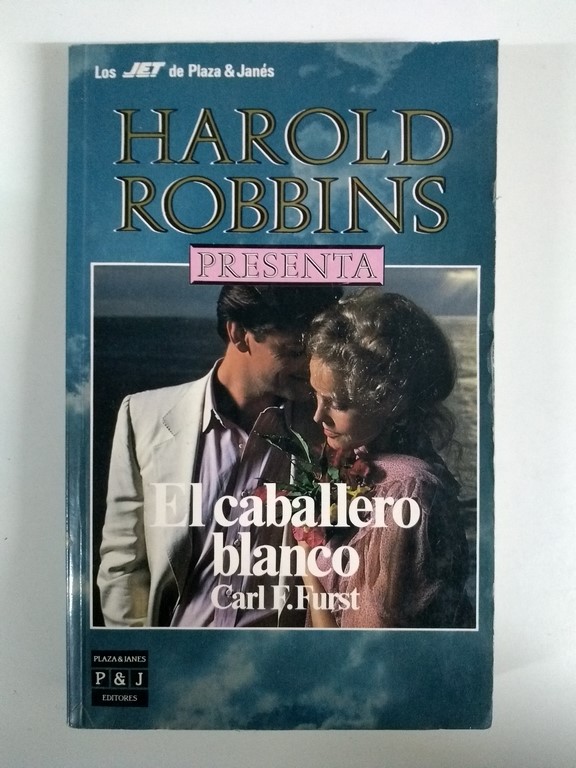 Los JET de Plaza & Janés
HAROLD
ROBBINS
PRESENTA
El caballero
blanco
Carl F. Furst
PLAZA & JANES
P & J
EDITORES